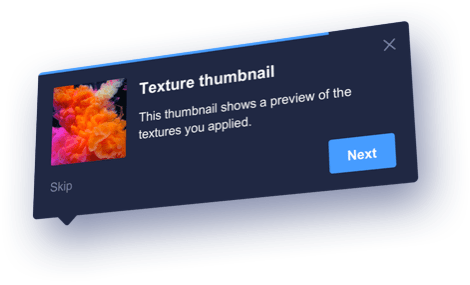 Texture thumbnail
This thumbnail shows a preview of the
textures you applied.
Skip
Next